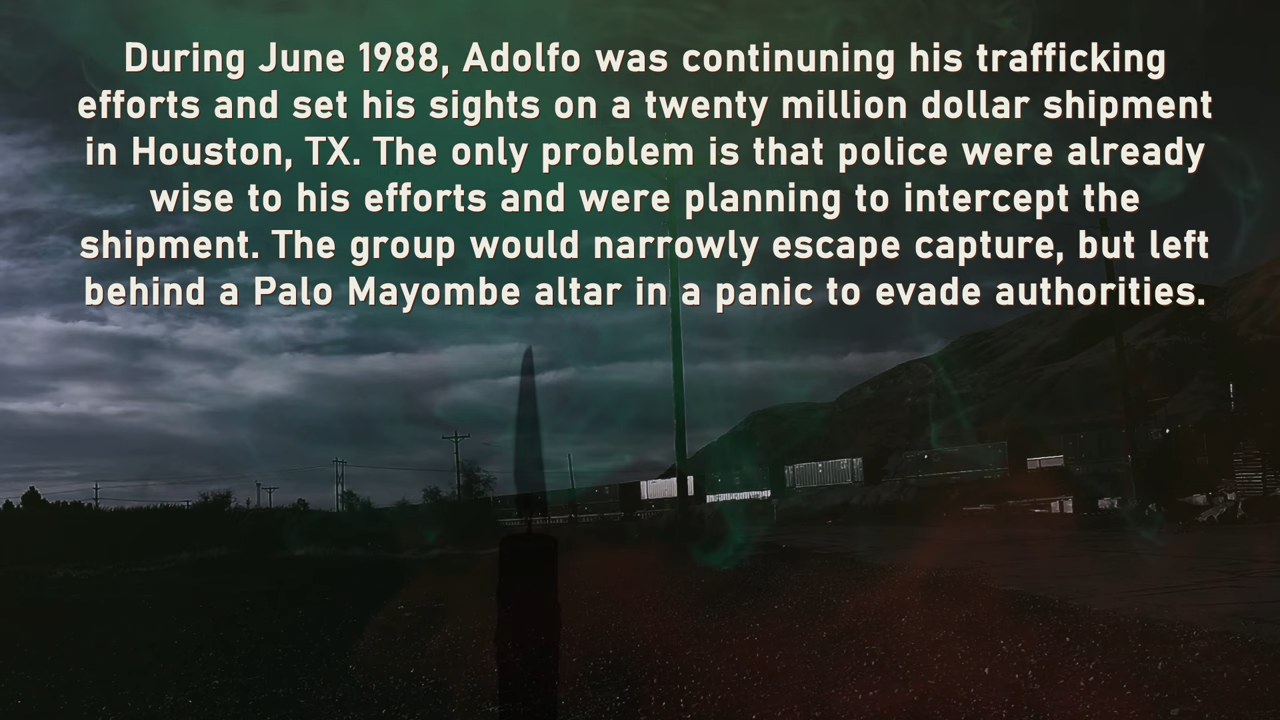 During June 1988, Adolfo was continuning his trafficking
efforts and set his sights on a twenty million dollar shipment
in Houston, TX. The only problem is that police were already
wise to his efforts and were planning to intercept the
shipment. The group would narrowly escape capture, but left
behind a Palo Mayombe altar in a panic to evade authorities.